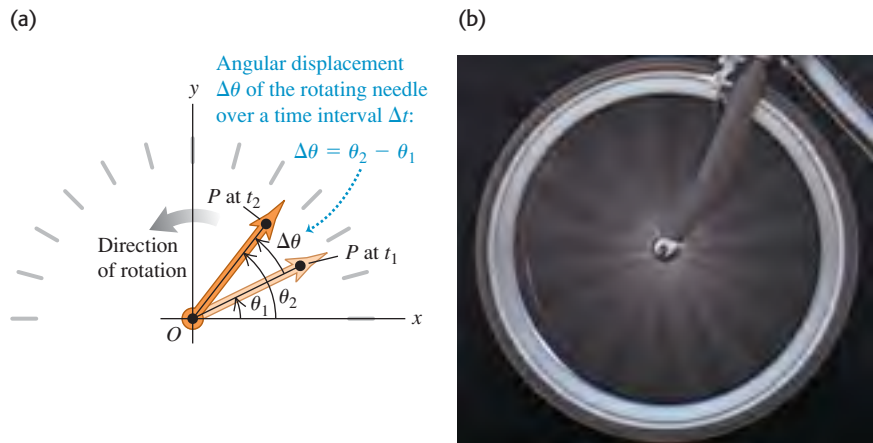 (a)
Angular displacement
Δθ of the rotating needle
over a time interval Δt:
Δθ = θ₂ − θ₁
y
P at t₂
Direction
of rotation
Δθ
P at t₁
θ₁
θ₂
O
x
(b)